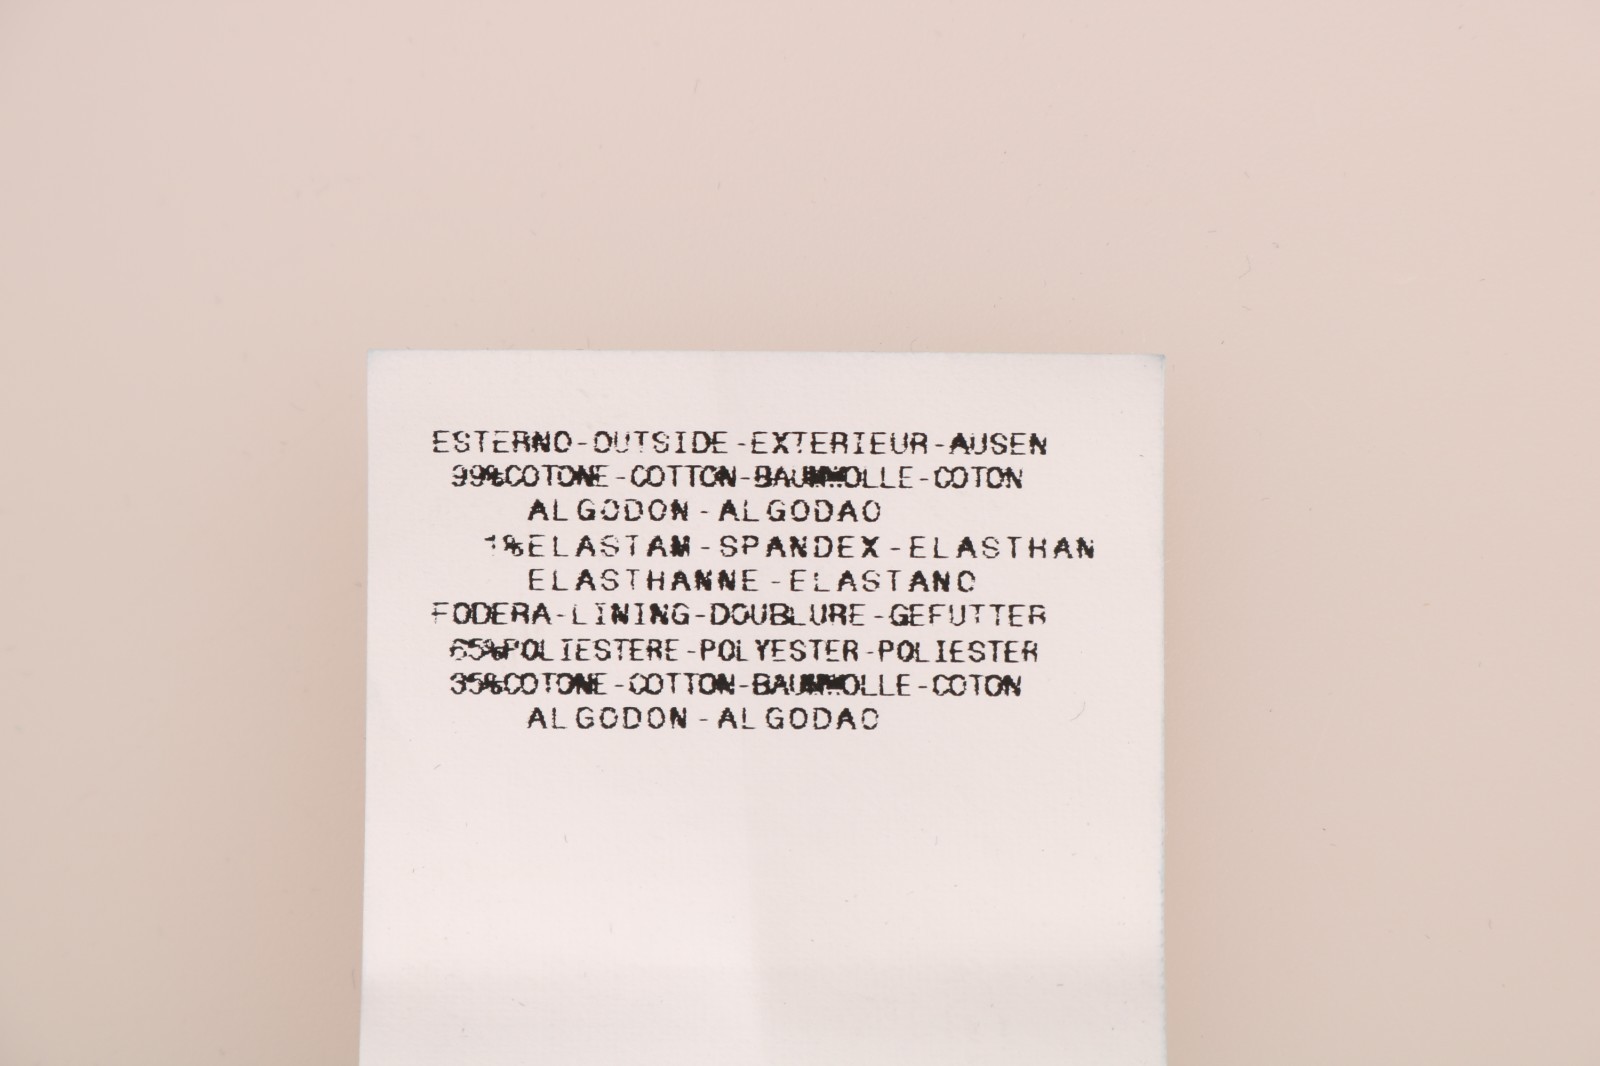 ESTERNO-OUTSIDE-EXTERIEUR-AUSEN
99%COTONE-COTTON-BAUMWOLLE-COTON
ALGODON-ALGODAO
1%ELASTAM-SPANDEX-ELASTHAN
ELASTHANNE-ELASTANO
FODERA-LINING-DOUBLURE-GEFUTTER
65%POLIESTERE-POLYESTER-POLIESTER
35%COTONE-COTTON-BAUMWOLLE-COTON
ALGODON-ALGODAO